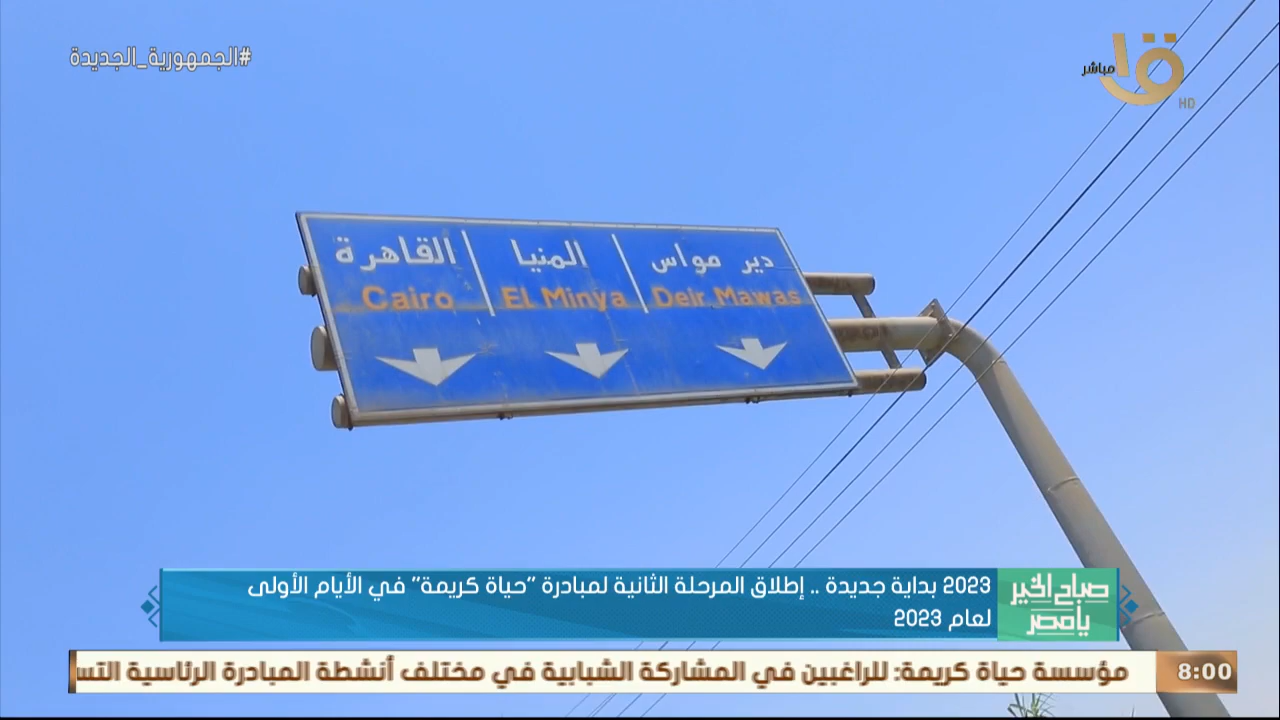 #الجمهورية_الجديدة
مباشر
HD
دير مواس
Deir Mawas
المنيا
El Minya
القاهرة
Cairo
صباح الخير
يا مصر
2023 بداية جديدة .. إطلاق المرحلة الثانية لمبادرة "حياة كريمة" في الأيام الأولى
لعام 2023
8:00
مؤسسة حياة كريمة: للراغبين في المشاركة الشبابية في مختلف أنشطة المبادرة الرئاسية